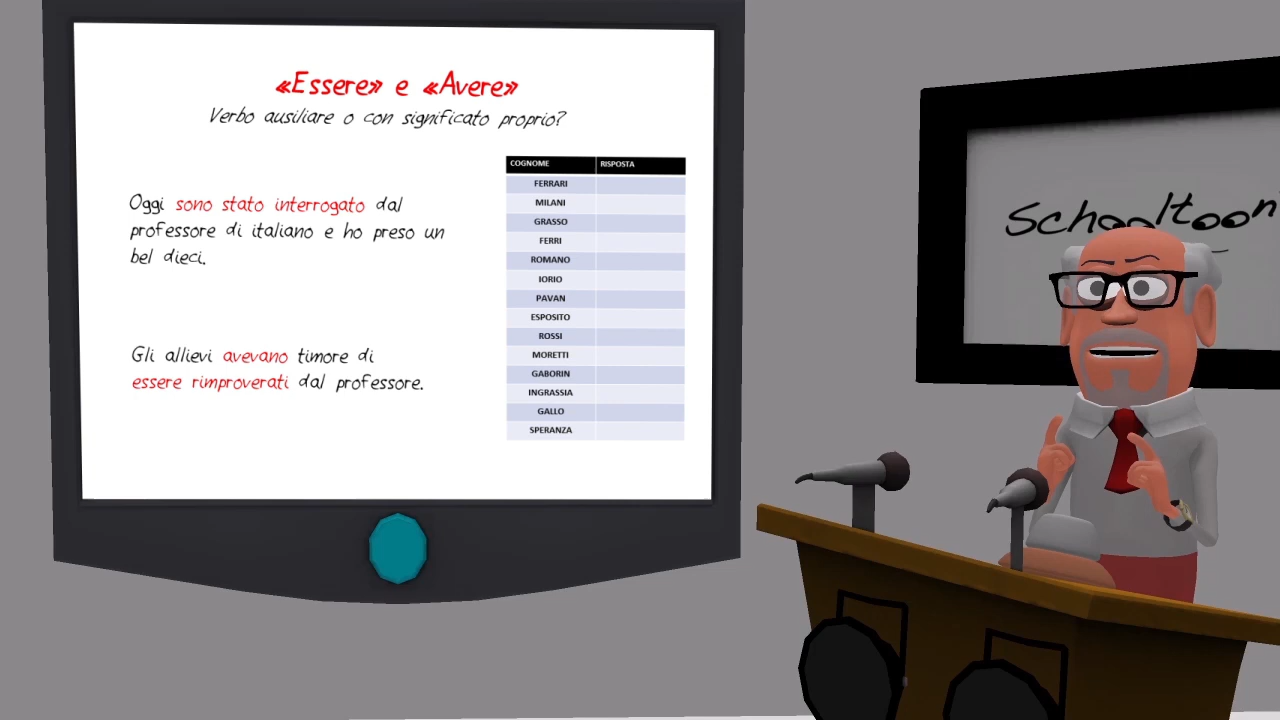 «Essere» e «Avere»
Verbo ausiliare o con significato proprio?
Oggi sono stato interrogato dal
professore di italiano e ho preso un
bel dieci.
Gli allievi avevano timore di
essere rimproverati dal professore.
COGNOME RISPOSTA
FERRARI
MILANI
GRASSO
FERRI
ROMANO
IORIO
PAVAN
ESPOSITO
ROSSI
MORETTI
GABORIN
INGRASSIA
GALLO
SPERANZA
Schooltoon